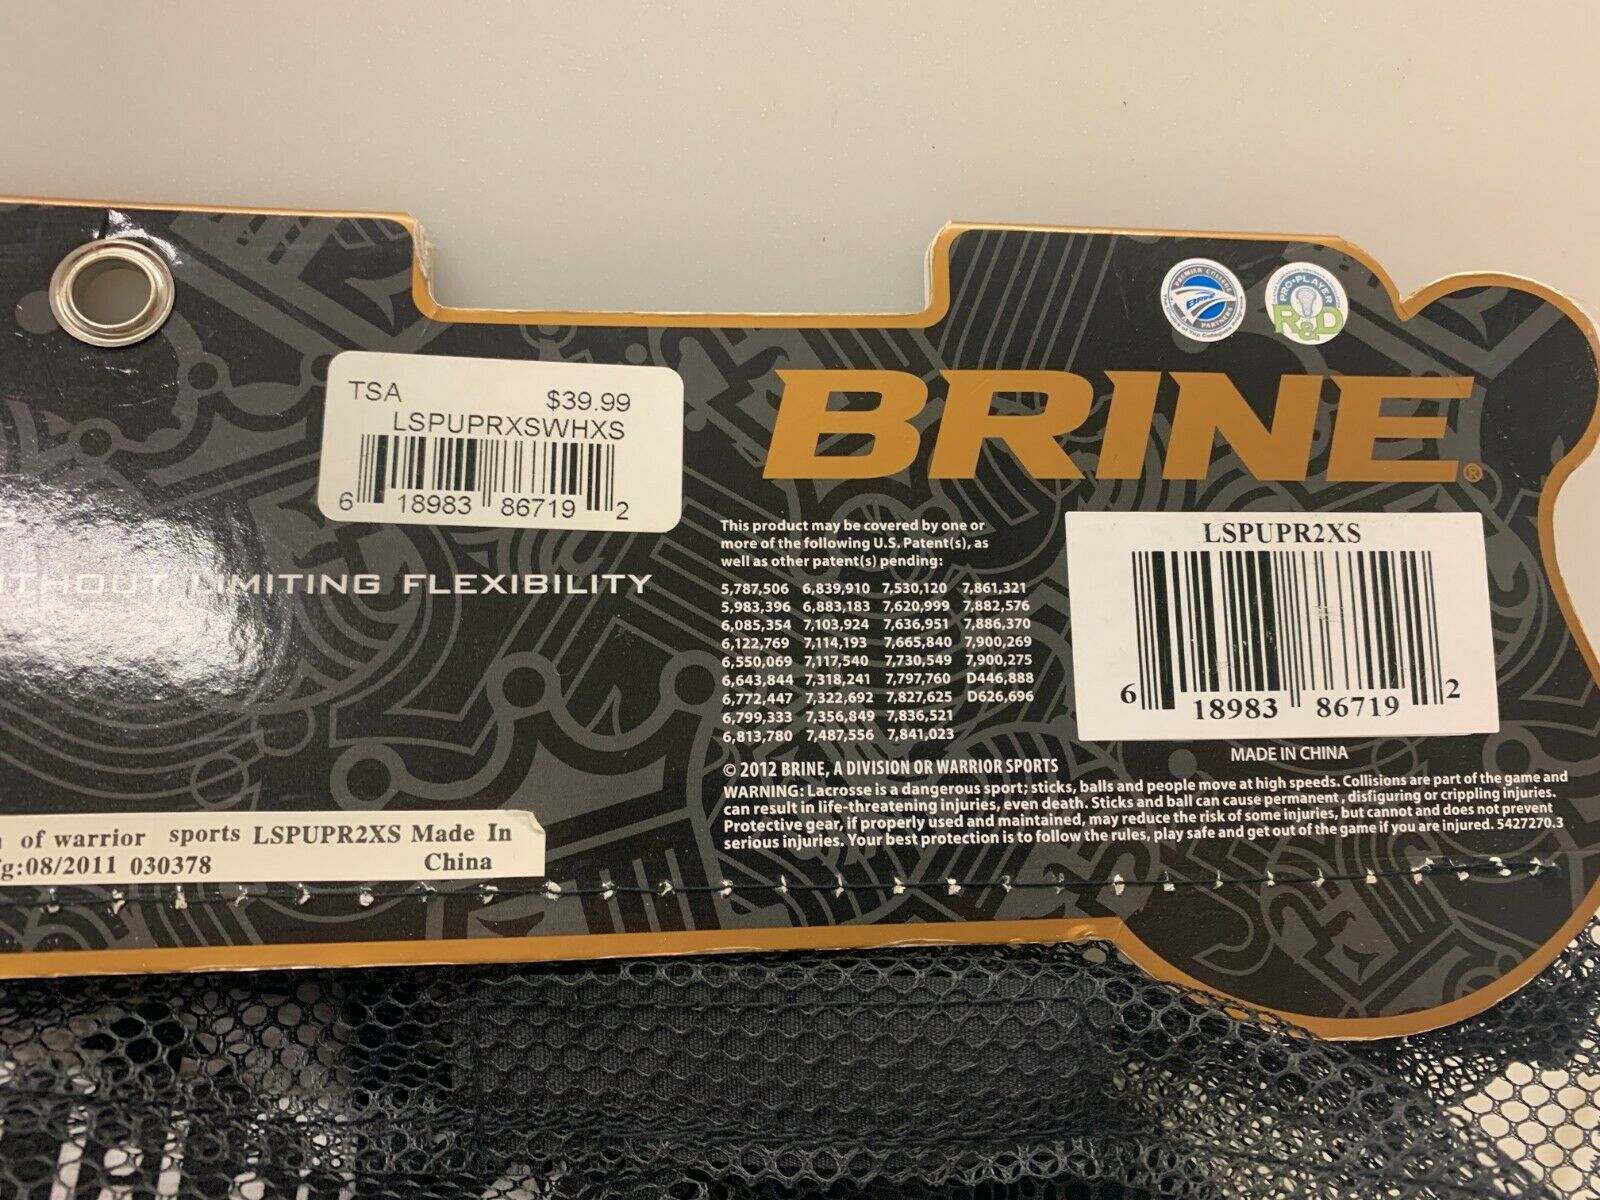 TSA $39.99
LSPUPRXSWHXS
6 18983 86719 2
LIMITING FLEXIBILITY
of warrior sports LSPUPR2XS Made In
g:08/2011 030378 China
PREMIER COLLEGE
BRINE
PARTNERS
PRO-PLAYER
R&D
BRINE®
This product may be covered by one or
more of the following U.S. Patent(s), as
well as other patent(s) pending:
5,787,506 6,839,910 7,530,120 7,861,321
5,983,396 6,883,183 7,620,999 7,882,576
6,085,354 7,103,924 7,636,951 7,886,370
6,122,769 7,114,193 7,665,840 7,900,269
6,550,069 7,117,540 7,730,549 7,900,275
6,643,844 7,318,241 7,797,760 D446,888
6,772,447 7,322,692 7,827,625 D626,696
6,799,333 7,356,849 7,836,521
6,813,780 7,487,556 7,841,023
LSPUPR2XS
6 18983 86719 2
MADE IN CHINA
© 2012 BRINE, A DIVISION OR WARRIOR SPORTS
WARNING: Lacrosse is a dangerous sport; sticks, balls and people move at high speeds. Collisions are part of the game and
can result in life-threatening injuries, even death. Sticks and ball can cause permanent, disfiguring or crippling injuries.
Protective gear, if properly used and maintained, may reduce the risk of some injuries, but cannot and does not prevent
serious injuries. Your best protection is to follow the rules, play safe and get out of the game if you are injured. 5427270.3